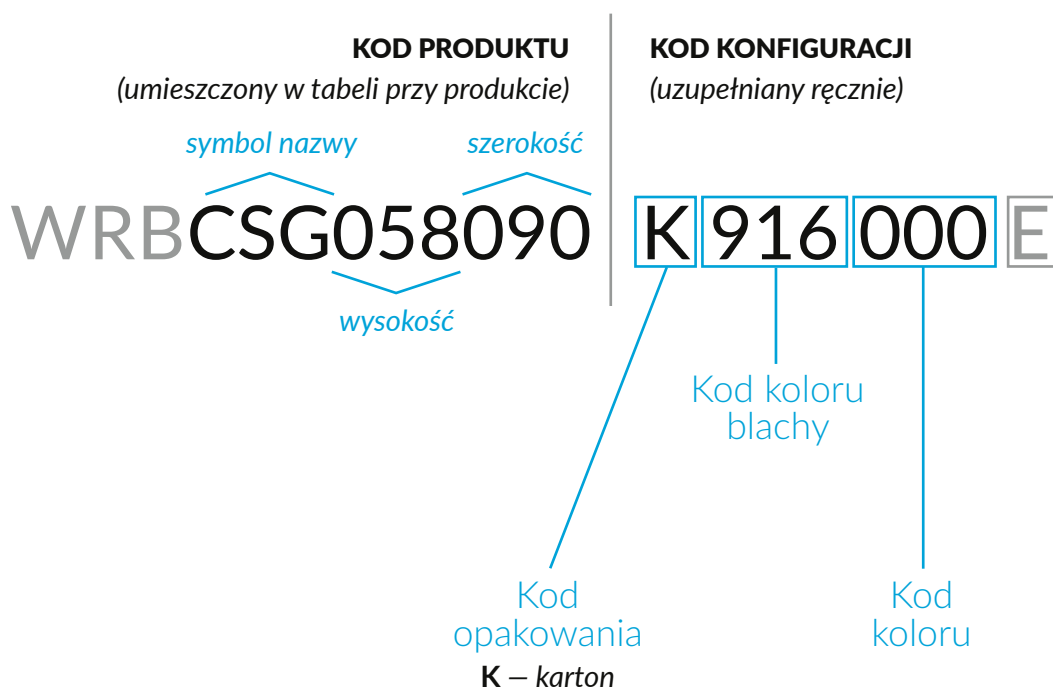 KOD PRODUKTU
(umieszczony w tabeli przy produkcie)
KOD KONFIGURACJI
(uzupełniany ręcznie)
symbol nazwy
szerokość
WRBCSG058090 K 916 000 E
wysokość
Kod koloru
blachy
Kod
opakowania
K – karton
Kod
koloru